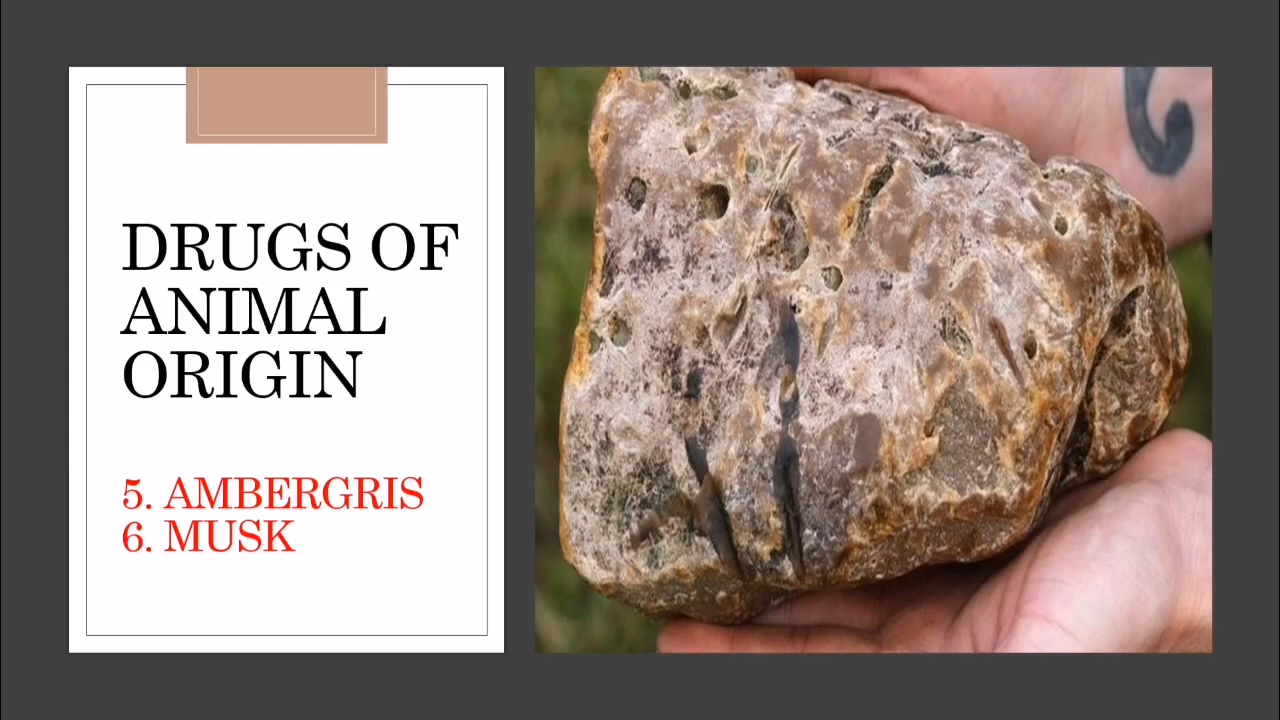 DRUGS OF
ANIMAL
ORIGIN
5. AMBERGRIS
6. MUSK